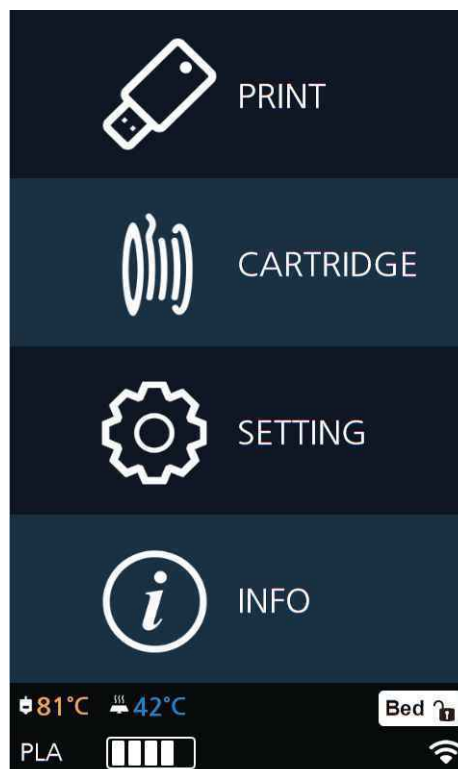 PRINT
CARTRIDGE
SETTING
i INFO
81°C 42°C Bed
PLA